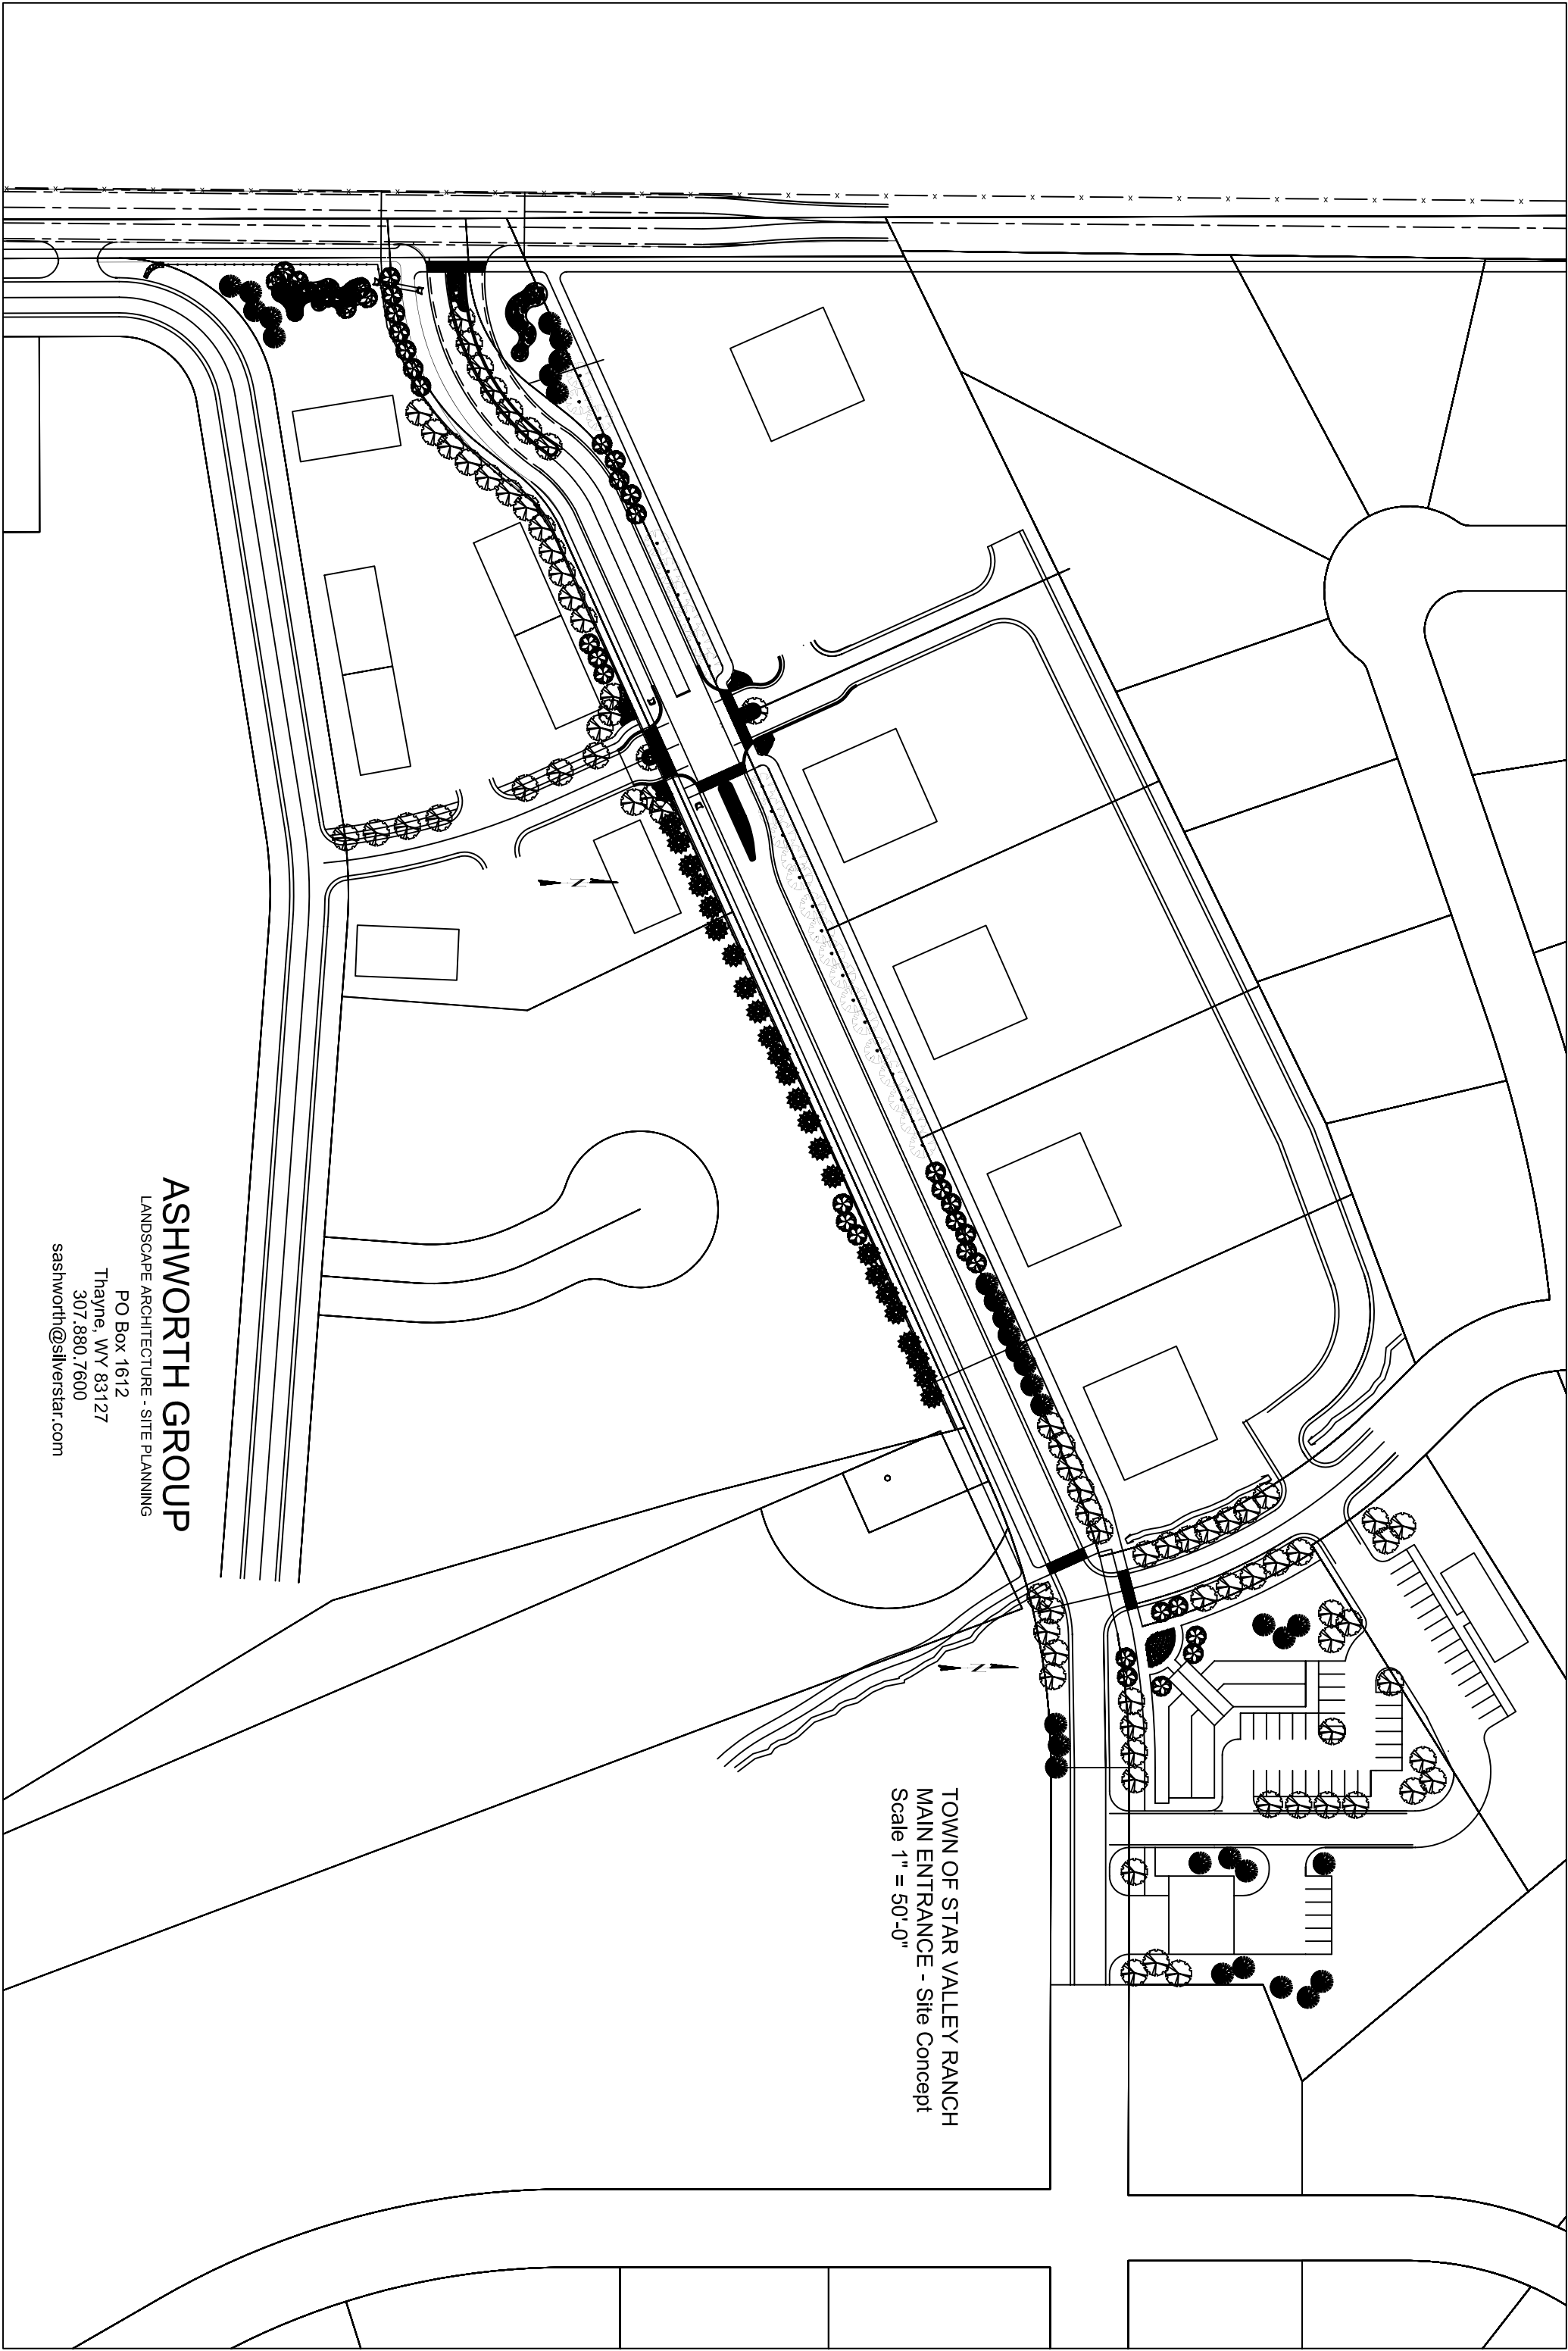 ASHWORTH GROUP
LANDSCAPE ARCHITECTURE - SITE PLANNING
PO Box 1612
Thayne, WY 83127
307.880.7600
sashworth@silverstar.com
TOWN OF STAR VALLEY RANCH
MAIN ENTRANCE - Site Concept
Scale 1" = 50'-0"
N
N